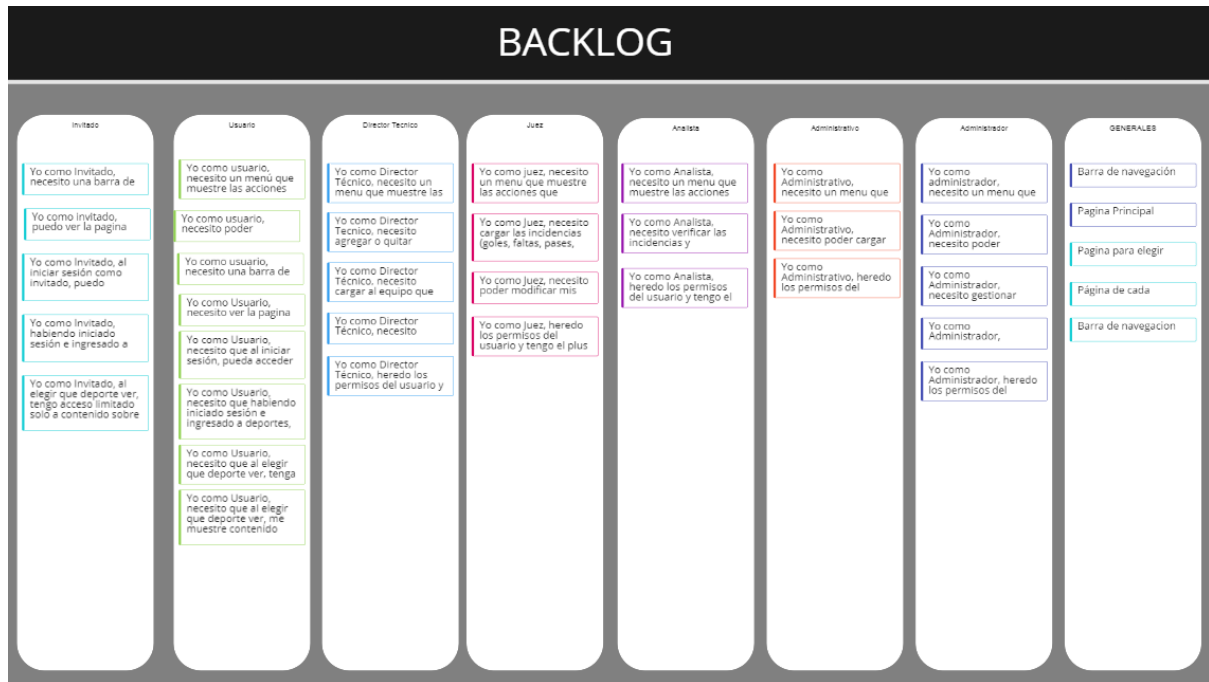 BACKLOG
Invitado
Yo como Invitado,
necesito una barra de
Yo como invitado,
puedo ver la pagina
Yo como Invitado, al
iniciar sesión como
invitado, puedo
Yo como Invitado,
habiendo iniciado
sesión e ingresado a
Yo como Invitado, al
elegir que deporte ver,
tengo acceso limitado
solo a contenido sobre
Usuario
Yo como usuario,
necesito un menú que
muestre las acciones
Yo como usuario,
necesito poder
Yo como usuario,
necesito una barra de
Yo como Usuario,
necesito ver la pagina
Yo como Usuario,
necesito que al iniciar
sesión, pueda acceder
Yo como Usuario,
necesito que habiendo
iniciado sesión e
ingresado a deportes,
Yo como Usuario,
necesito que al elegir
que deporte ver, tenga
Yo como Usuario,
necesito que al elegir
que deporte ver, me
muestre contenido
Director Tecnico
Yo como Director
Técnico, necesito un
menu que muestre las
Yo como Director
Tecnico, necesito
agregar o quitar
Yo como Director
Técnico, necesito
cargar al equipo que
Yo como Director
Técnico, necesito
Yo como Director
Técnico, heredo los
permisos del usuario y
Juez
Yo como juez, necesito
un menu que muestre
las acciones que
Yo como Juez, necesito
cargar las incidencias
(goles, faltas, pases,
Yo como Juez, necesito
poder modificar mis
Yo como Juez, heredo
los permisos del
usuario y tengo el plus
Analista
Yo como Analista,
necesito un menu que
muestre las acciones
Yo como Analista,
necesito verificar las
incidencias y
Yo como Analista,
heredo los permisos
del usuario y tengo el
Administrativo
Yo como
Administrativo,
necesito un menu que
Yo como
Administrativo,
necesito poder cargar
Yo como
Administrativo, heredo
los permisos del
Administrador
Yo como
administrador,
necesito un menu que
Yo como
Administrador,
necesito poder
Yo como
Administrador,
necesito gestionar
Yo como
Administrador,
Yo como
Administrador, heredo
los permisos del
GENERALES
Barra de navegación
Pagina Principal
Pagina para elegir
Página de cada
Barra de navegacion